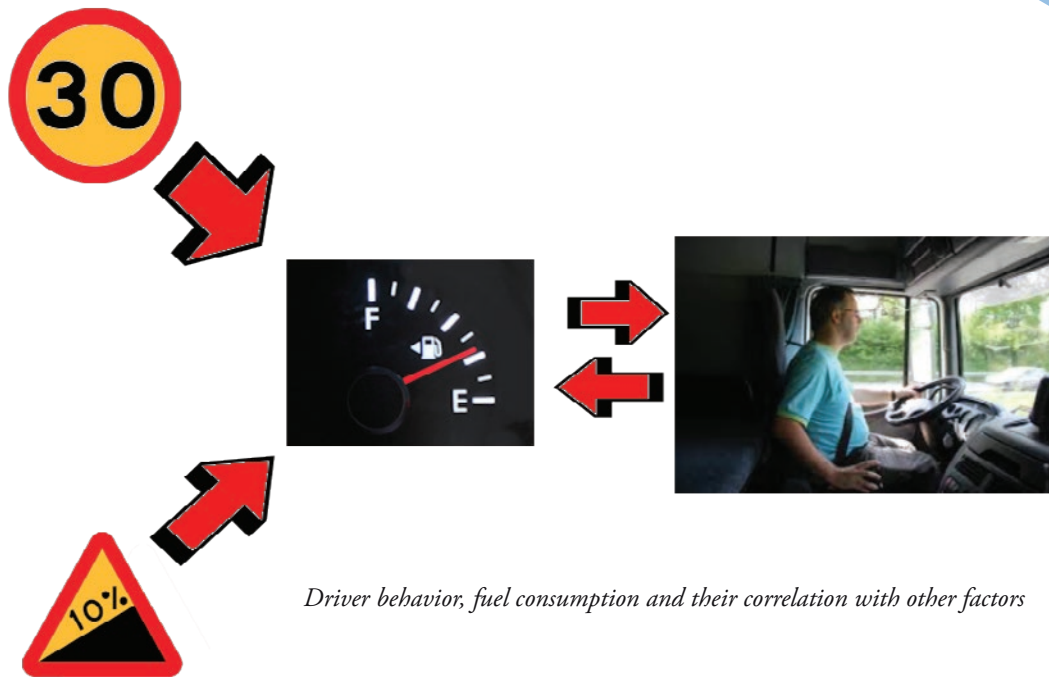 30
F
E
10%
Driver behavior, fuel consumption and their correlation with other factors